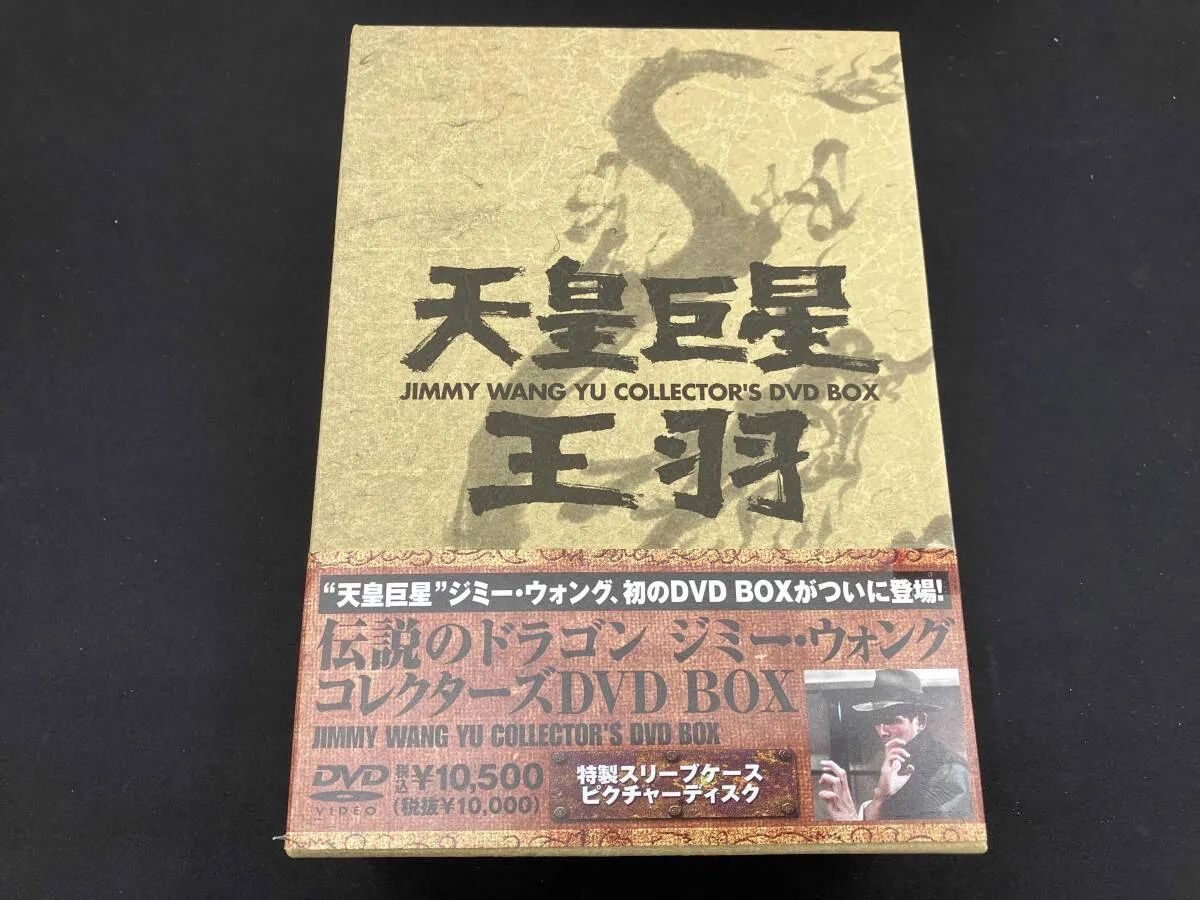 天皇巨星
JIMMY WANG YU COLLECTOR'S DVD BOX
王羽
“天皇巨星”ジミー・ウォング、初のDVD BOXがついに登場!
伝説のドラゴン ジミー・ウォング
コレクターズDVD BOX
JIMMY WANG YU COLLECTOR'S DVD BOX
DVD
VIDEO
税込¥10,500
(税抜¥10,000)
特製スリーブケース
ピクチャーディスク